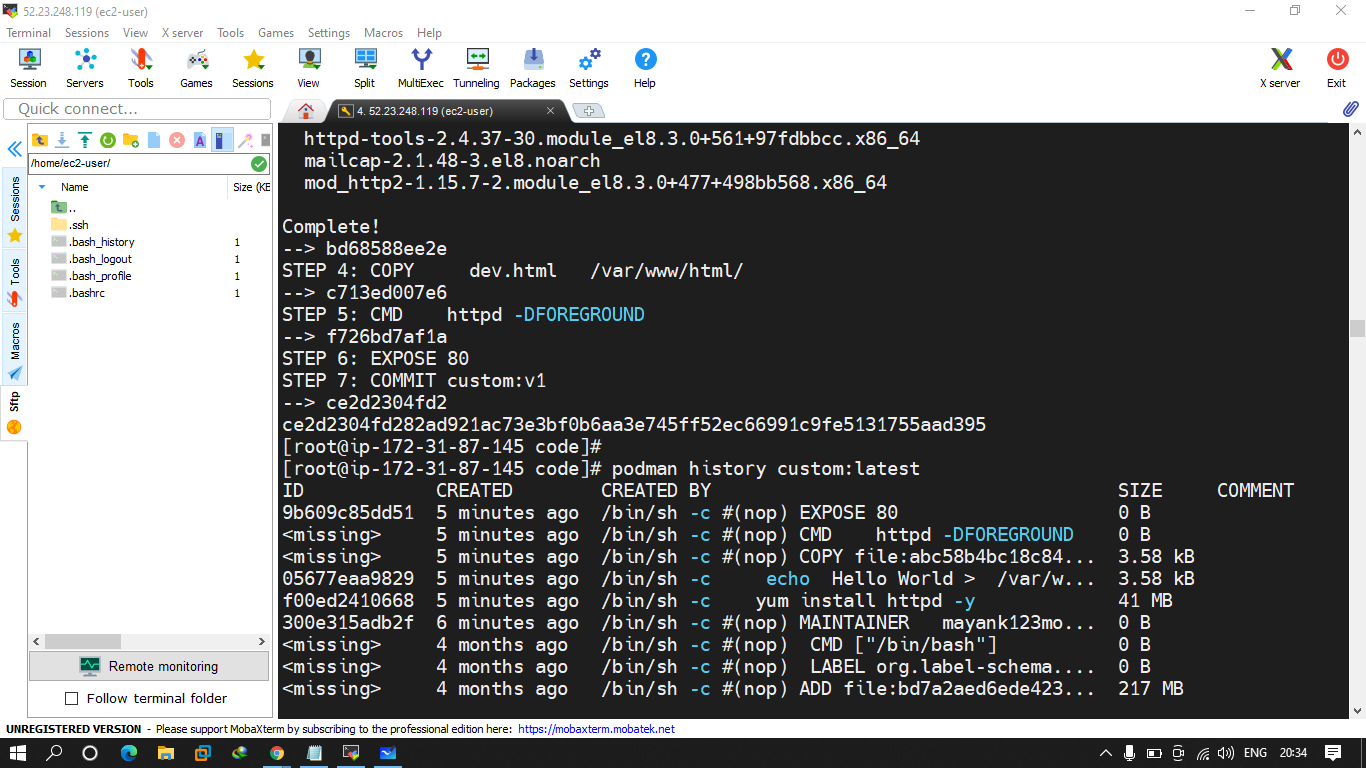 52.23.248.119 (ec2-user)
Terminal Sessions View X server Tools Games Settings Macros Help
Session Servers Tools Games Sessions View Split MultiExec Tunneling Packages Settings Help X server Exit
Quick connect...
4. 52.23.248.119 (ec2-user)
/home/ec2-user/
Name Size (KB
..
.ssh
.bash_history 1
.bash_logout 1
.bash_profile 1
.bashrc 1
Sessions
Tools
Macros
Sftp
Remote monitoring
Follow terminal folder
httpd-tools-2.4.37-30.module_el8.3.0+561+97fdbbcc.x86_64
mailcap-2.1.48-3.el8.noarch
mod_http2-1.15.7-2.module_el8.3.0+477+498bb568.x86_64
Complete!
--> bd68588ee2e
STEP 4: COPY dev.html /var/www/html/
--> c713ed007e6
STEP 5: CMD httpd -DFOREGROUND
--> f726bd7af1a
STEP 6: EXPOSE 80
STEP 7: COMMIT custom:v1
--> ce2d2304fd2
ce2d2304fd282ad921ac73e3bf0b6aa3e745ff52ec66991c9fe5131755aad395
[root@ip-172-31-87-145 code]#
[root@ip-172-31-87-145 code]# podman history custom:latest
ID CREATED CREATED BY SIZE COMMENT
9b609c85dd51 5 minutes ago /bin/sh -c #(nop) EXPOSE 80 0 B
<missing> 5 minutes ago /bin/sh -c #(nop) CMD httpd -DFOREGROUND 0 B
<missing> 5 minutes ago /bin/sh -c #(nop) COPY file:abc58b4bc18c84... 3.58 kB
05677eaa9829 5 minutes ago /bin/sh -c echo Hello World > /var/w... 3.58 kB
f00ed2410668 5 minutes ago /bin/sh -c yum install httpd -y 41 MB
300e315adb2f 6 minutes ago /bin/sh -c #(nop) MAINTAINER mayank123mo... 0 B
<missing> 4 months ago /bin/sh -c #(nop) CMD ["/bin/bash"] 0 B
<missing> 4 months ago /bin/sh -c #(nop) LABEL org.label-schema.... 0 B
<missing> 4 months ago /bin/sh -c #(nop) ADD file:bd7a2aed6ede423... 217 MB
UNREGISTERED VERSION - Please support MobaXterm by subscribing to the professional edition here: https://mobaxterm.mobatek.net
ENG 20:34